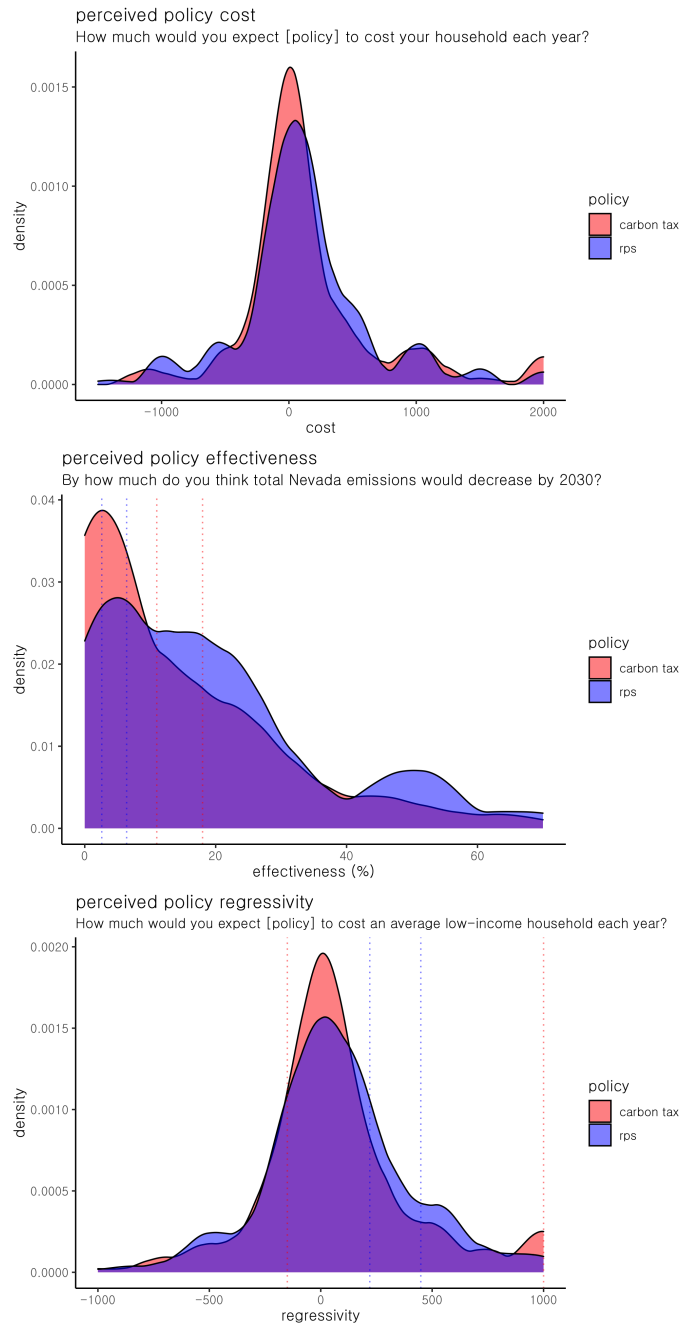 perceived policy cost
How much would you expect [policy] to cost your household each year?
0.0015
0.0010
0.0005
0.0000
density
−1000
0
1000
2000
cost
policy
carbon tax
rps
perceived policy effectiveness
By how much do you think total Nevada emissions would decrease by 2030?
0.04
0.03
0.02
0.01
0.00
density
0
20
40
60
effectiveness (%)
policy
carbon tax
rps
perceived policy regressivity
How much would you expect [policy] to cost an average low−income household each year?
0.0020
0.0015
0.0010
0.0005
0.0000
density
−1000
−500
0
500
1000
regressivity
policy
carbon tax
rps